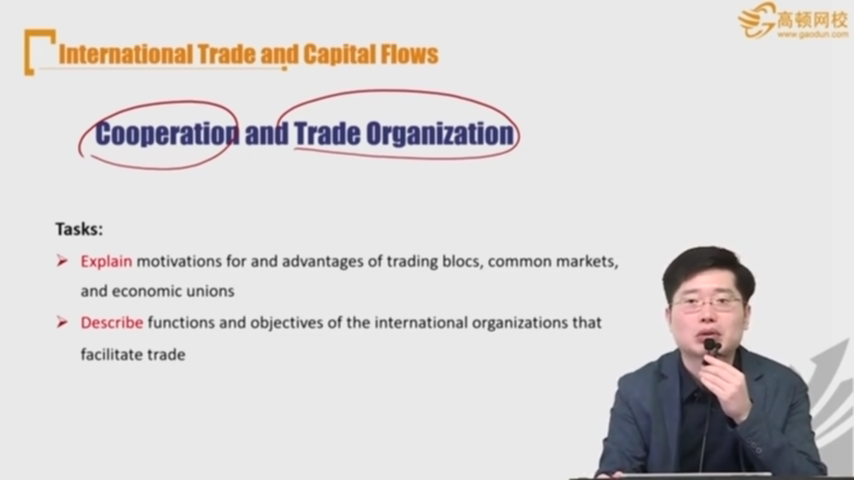 高顿网校
www.gaodun.com
International Trade and Capital Flows
Cooperation and Trade Organization
Tasks:
Explain motivations for and advantages of trading blocs, common markets,
and economic unions
Describe functions and objectives of the international organizations that
facilitate trade